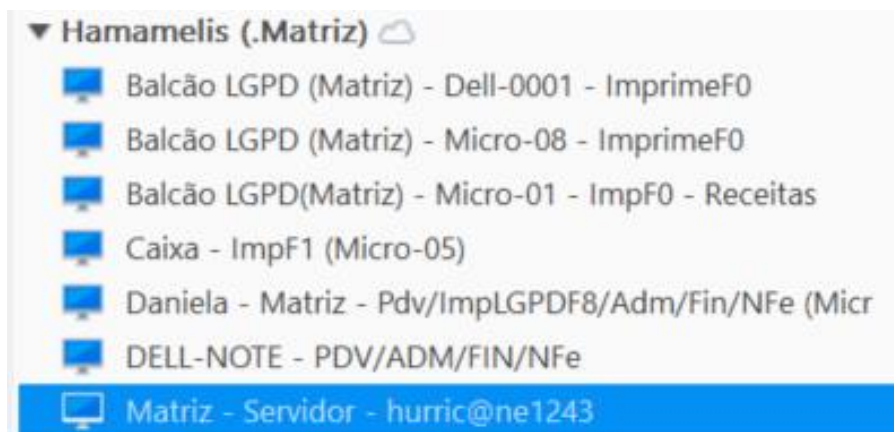 Hamamelis (.Matriz)
Balcão LGPD (Matriz) - Dell-0001 - ImprimeF0
Balcão LGPD (Matriz) - Micro-08 - ImprimeF0
Balcão LGPD(Matriz) - Micro-01 - ImpF0 - Receitas
Caixa - ImpF1 (Micro-05)
Daniela - Matriz - Pdv/ImpLGPDF8/Adm/Fin/NFe (Micr
DELL-NOTE - PDV/ADM/FIN/NFe
Matriz - Servidor - hurric@ne1243